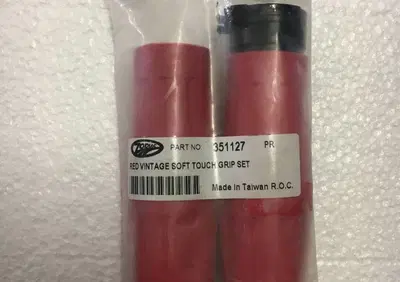 PART NO 351127 PR
RED VINTAGE SOFT TOUCH GRIP SET
Made in Taiwan R.O.C.